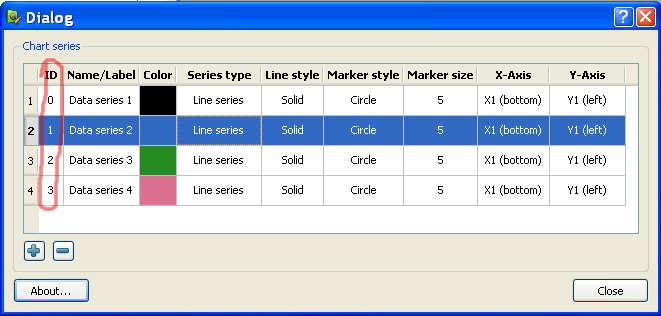 Dialog
Chart series
ID Name/Label Color Series type Line style Marker style Marker size X-Axis Y-Axis
1 0 Data series 1 Line series Solid Circle 5 X1 (bottom) Y1 (left)
2 1 Data series 2 Line series Solid Circle 5 X1 (bottom) Y1 (left)
3 2 Data series 3 Line series Solid Circle 5 X1 (bottom) Y1 (left)
4 3 Data series 4 Line series Solid Circle 5 X1 (bottom) Y1 (left)
About... Close